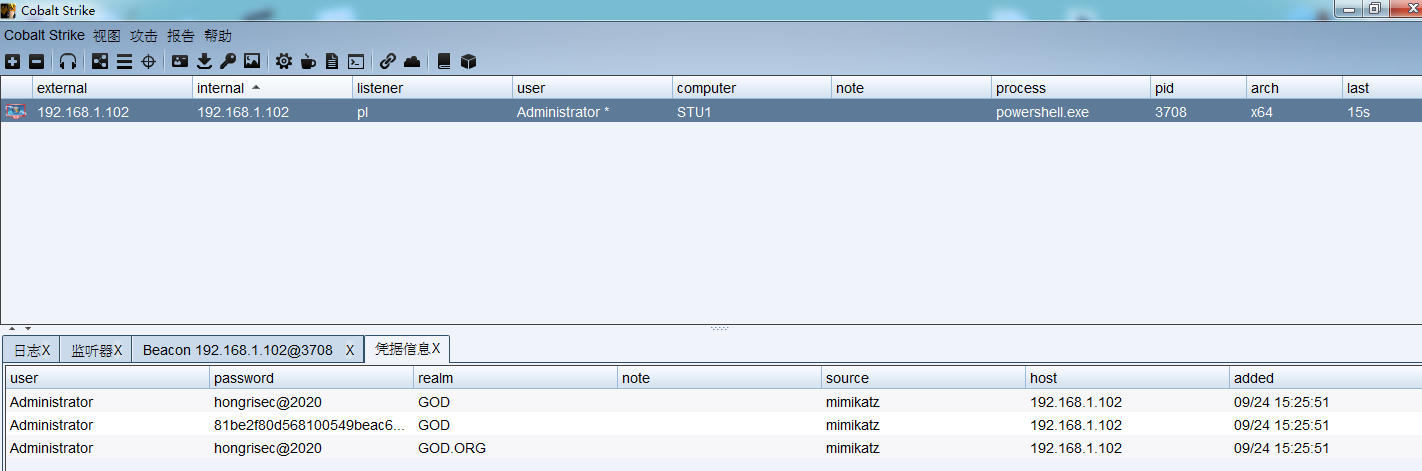 Cobalt Strike
Cobalt Strike 视图 攻击 报告 帮助
external internal listener user computer note process pid arch last
192.168.1.102 192.168.1.102 pl Administrator * STU1 powershell.exe 3708 x64 15s
日志X 监听器X Beacon 192.168.1.102@3708 X 凭据信息X
user password realm note source host added
Administrator hongrisec@2020 GOD mimikatz 192.168.1.102 09/24 15:25:51
Administrator 81be2f80d568100549beac6... GOD mimikatz 192.168.1.102 09/24 15:25:51
Administrator hongrisec@2020 GOD.ORG mimikatz 192.168.1.102 09/24 15:25:51